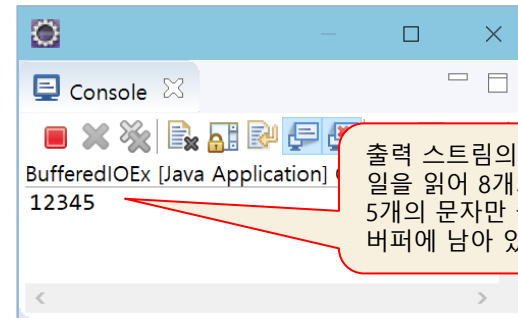 Console
BufferedIOEx [Java Application]
12345
출력 스트림의
일을 읽어 8개
5개의 문자만
버퍼에 남아